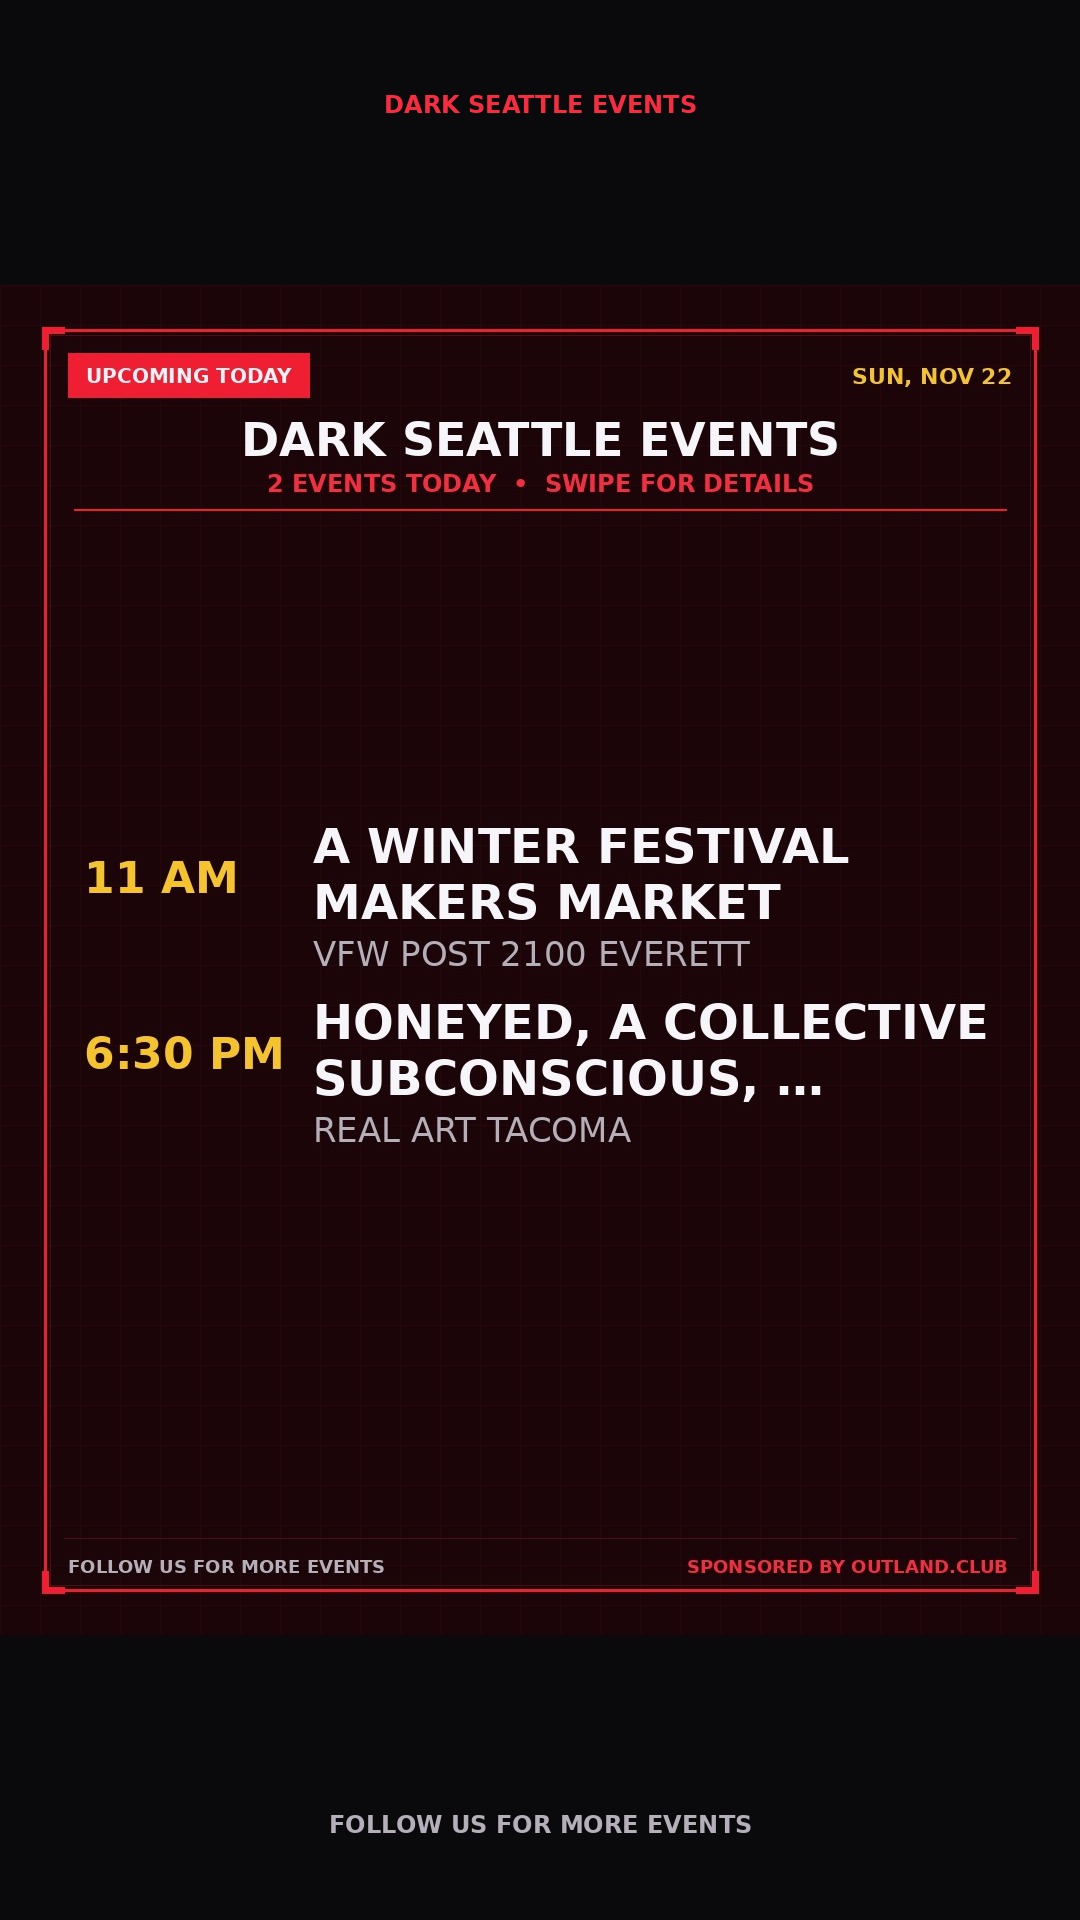 DARK SEATTLE EVENTS
UPCOMING TODAY
SUN, NOV 22
DARK SEATTLE EVENTS
2 EVENTS TODAY • SWIPE FOR DETAILS
11 AM
A WINTER FESTIVAL
MAKERS MARKET
VFW POST 2100 EVERETT
6:30 PM
HONEYED, A COLLECTIVE
SUBCONSCIOUS, ...
REAL ART TACOMA
FOLLOW US FOR MORE EVENTS
SPONSORED BY OUTLAND.CLUB
FOLLOW US FOR MORE EVENTS